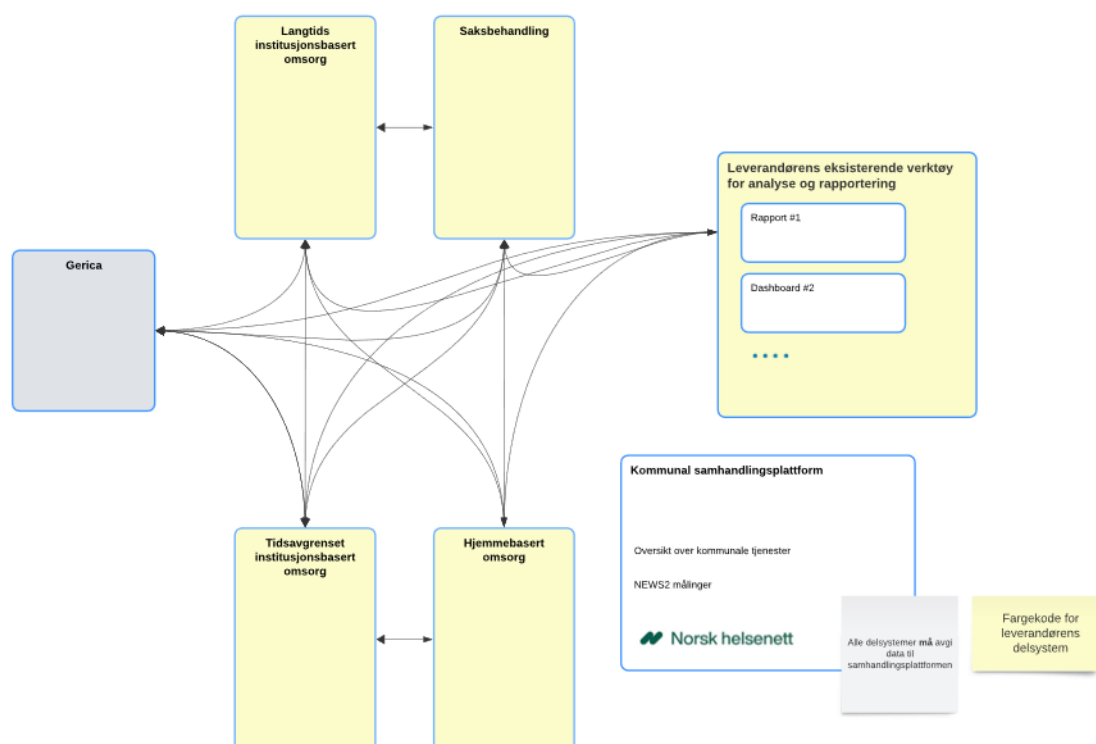 Langtids
institusjonsbasert
omsorg
Saksbehandling
Leverandørens eksisterende verktøy
for analyse og rapportering
Rapport #1
Dashboard #2
Gerica
Tidsavgrenset
institusjonsbasert
omsorg
Hjemmebasert
omsorg
Kommunal samhandlingsplattform
Oversikt over kommunale tjenester
NEWS2 målinger
Norsk helsenett
Alle delsystemer må avgi
data til
samhandlingsplattformen
Fargekode for
leverandørens
delsystem